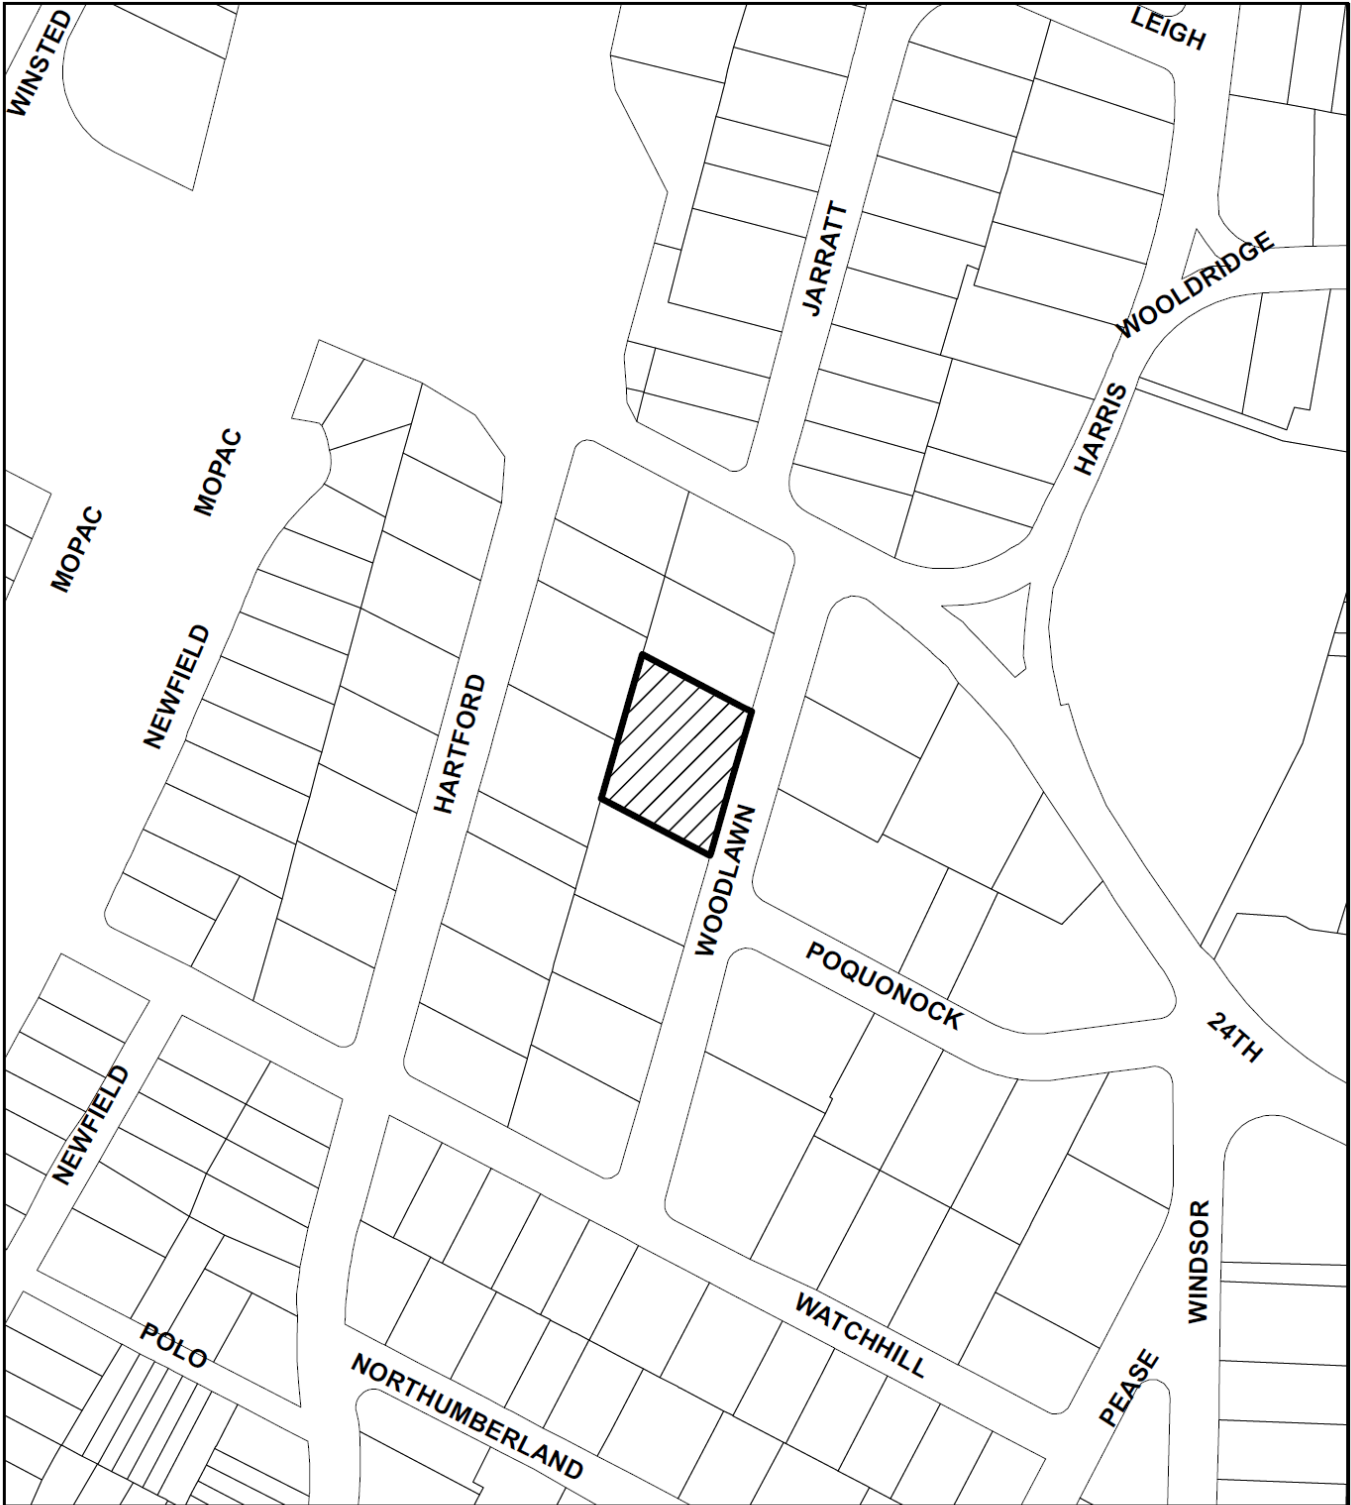 WINSTED
LEIGH
JARRATT
WOOLDRIDGE
HARRIS
MOPAC
MOPAC
NEWFIELD
HARTFORD
WOODLAWN
POQUONOCK
24TH
NEWFIELD
WINDSOR
WATCHHILL
POLO
PEASE
NORTHUMBERLAND